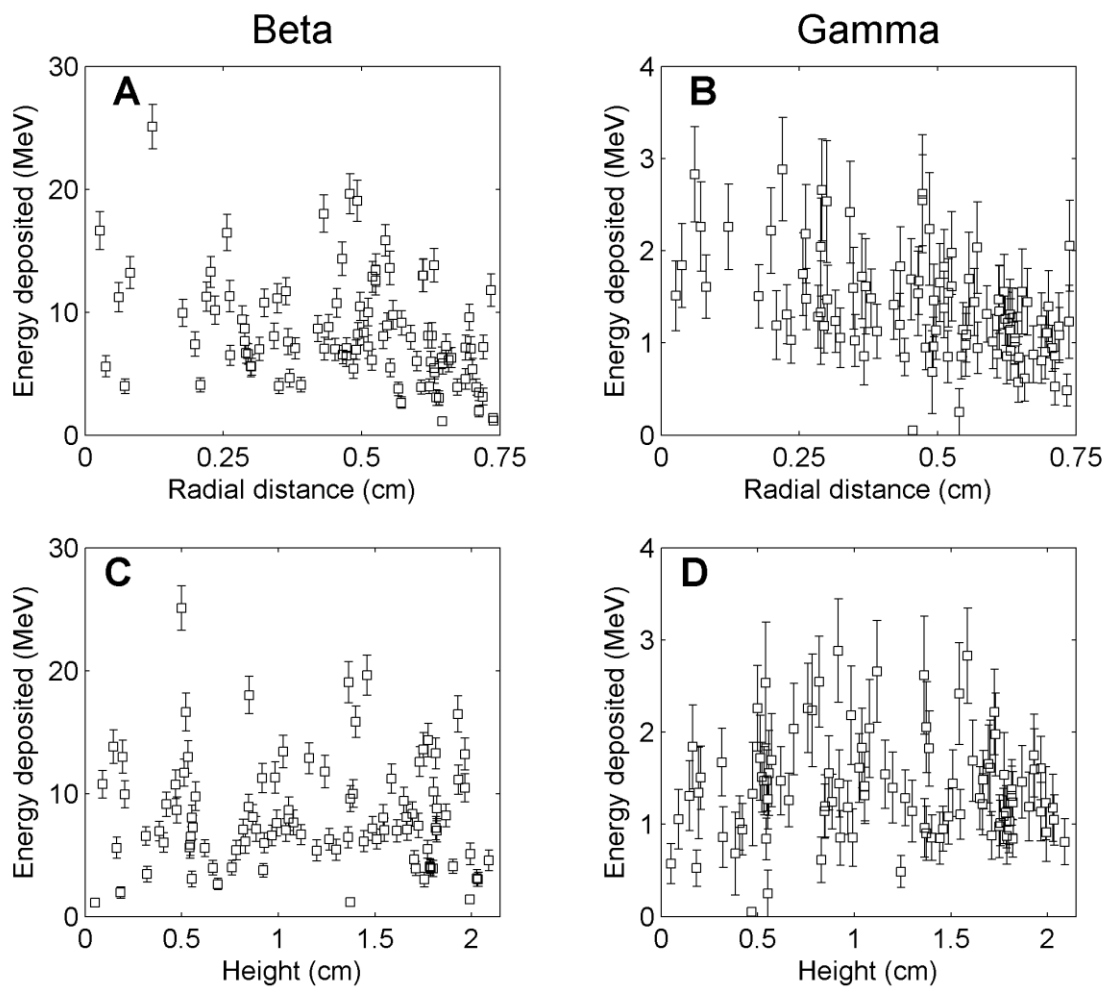 Beta
Gamma
A
30
20
10
0
Energy deposited (MeV)
0 0.25 0.5 0.75
Radial distance (cm)
B
4
3
2
1
0
Energy deposited (MeV)
0 0.25 0.5 0.75
Radial distance (cm)
C
30
20
10
0
Energy deposited (MeV)
0 0.5 1 1.5 2
Height (cm)
D
4
3
2
1
0
Energy deposited (MeV)
0 0.5 1 1.5 2
Height (cm)